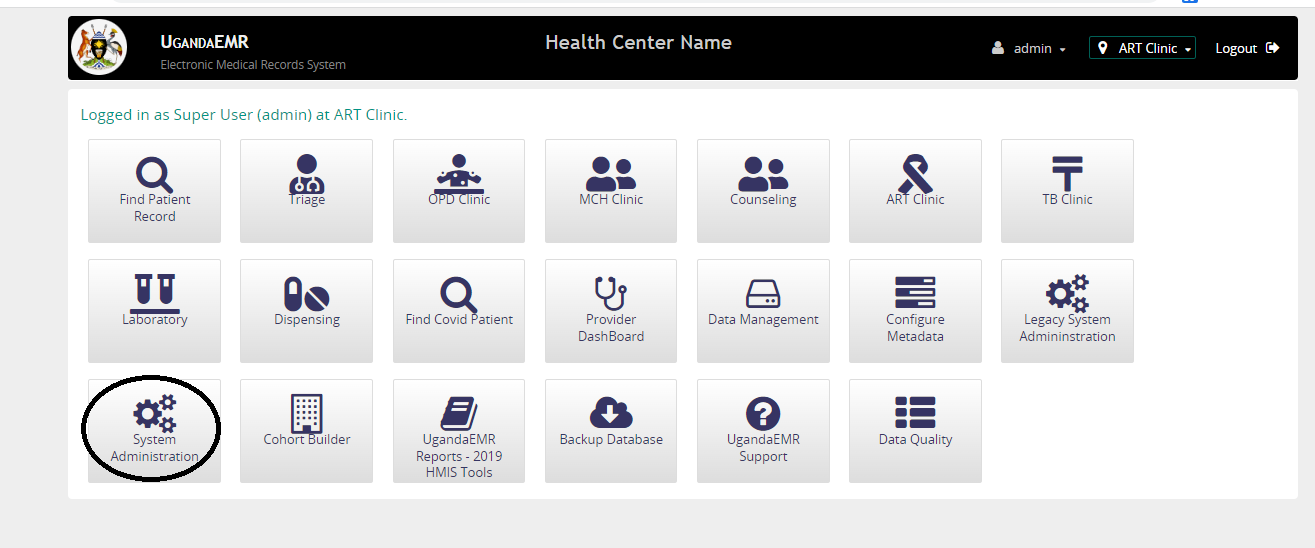 UGANDAEMR
Electronic Medical Records System
Health Center Name
admin
ART Clinic
Logout
Logged in as Super User (admin) at ART Clinic.
Find Patient
Record
Triage
OPD Clinic
MCH Clinic
Counseling
ART Clinic
TB Clinic
Laboratory
Dispensing
Find Covid Patient
Provider
DashBoard
Data Management
Configure
Metadata
Legacy System
Admininstration
System
Administration
Cohort Builder
UgandaEMR
Reports - 2019
HMIS Tools
Backup Database
UgandaEMR
Support
Data Quality